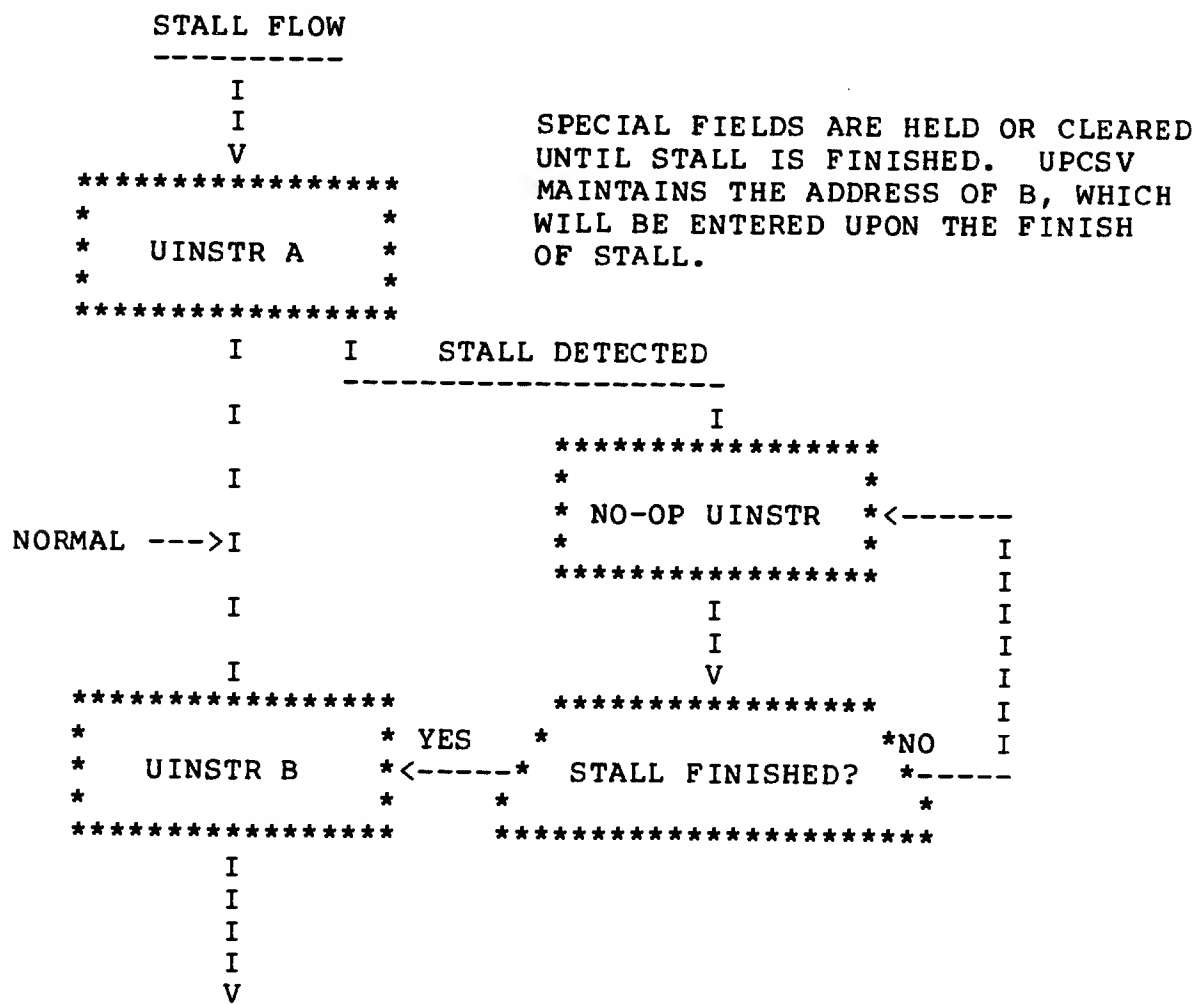 STALL FLOW
SPECIAL FIELDS ARE HELD OR CLEARED
UNTIL STALL IS FINISHED. UPCSV
MAINTAINS THE ADDRESS OF B, WHICH
WILL BE ENTERED UPON THE FINISH
OF STALL.
UINSTR A
STALL DETECTED
NO-OP UINSTR
NORMAL
YES
NO
UINSTR B
STALL FINISHED?